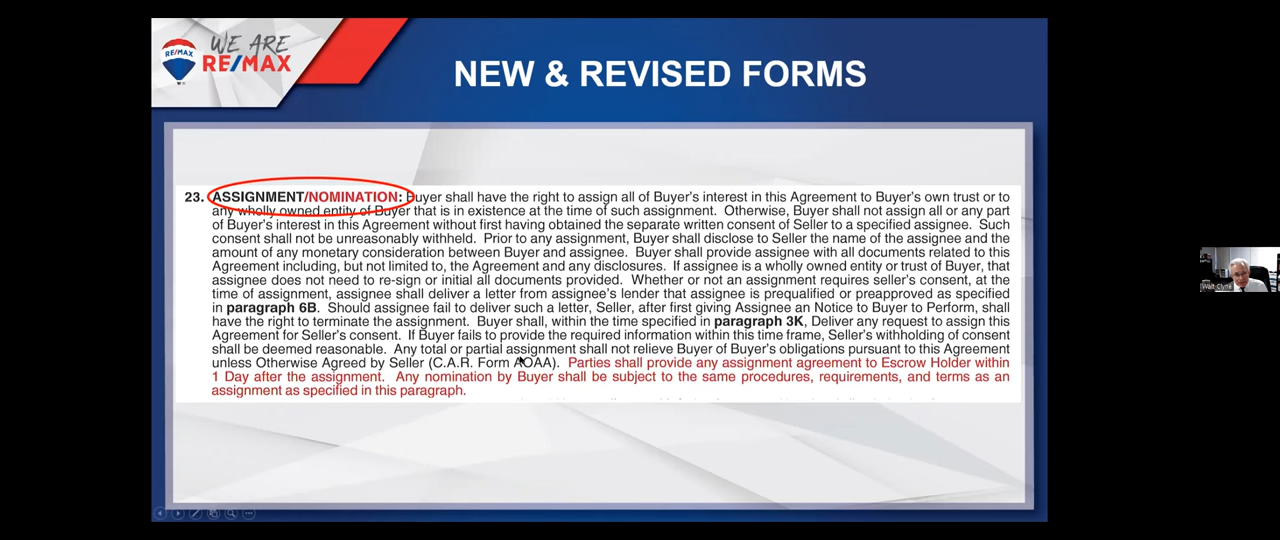 WE ARE
RE/MAX
RE/MAX
NEW & REVISED FORMS
23. ASSIGNMENT/NOMINATION: Buyer shall have the right to assign all of Buyer's interest in this Agreement to Buyer's own trust or to
any wholly owned entity of Buyer that is in existence at the time of such assignment. Otherwise, Buyer shall not assign all or any part
of Buyer's interest in this Agreement without first having obtained the separate written consent of Seller to a specified assignee. Such
consent shall not be unreasonably withheld. Prior to any assignment, Buyer shall disclose to Seller the name of the assignee and the
amount of any monetary consideration between Buyer and assignee. Buyer shall provide assignee with all documents related to this
Agreement including, but not limited to, the Agreement and any disclosures. If assignee is a wholly owned entity or trust of Buyer, that
assignee does not need to re-sign or initial all documents provided. Whether or not an assignment requires seller's consent, at the
time of assignment, assignee shall deliver a letter from assignee's lender that assignee is prequalified or preapproved as specified
in paragraph 6B. Should assignee fail to deliver such a letter, Seller, after first giving Assignee an Notice to Buyer to Perform, shall
have the right to terminate the assignment. Buyer shall, within the time specified in paragraph 3K, Deliver any request to assign this
Agreement for Seller's consent. If Buyer fails to provide the required information within this time frame, Seller's withholding of consent
shall be deemed reasonable. Any total or partial assignment shall not relieve Buyer of Buyer's obligations pursuant to this Agreement
unless Otherwise Agreed by Seller (C.A.R. Form AOAA). Parties shall provide any assignment agreement to Escrow Holder within
1 Day after the assignment. Any nomination by Buyer shall be subject to the same procedures, requirements, and terms as an
assignment as specified in this paragraph.
Walt Clyne